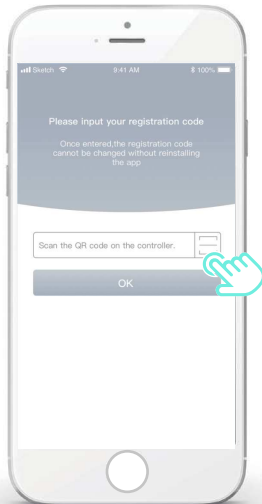 Sketch 9:41 AM 100%
Please input your registration code
Once entered,the registration code
cannot be changed without reinstalling
the app
Scan the QR code on the controller.
OK